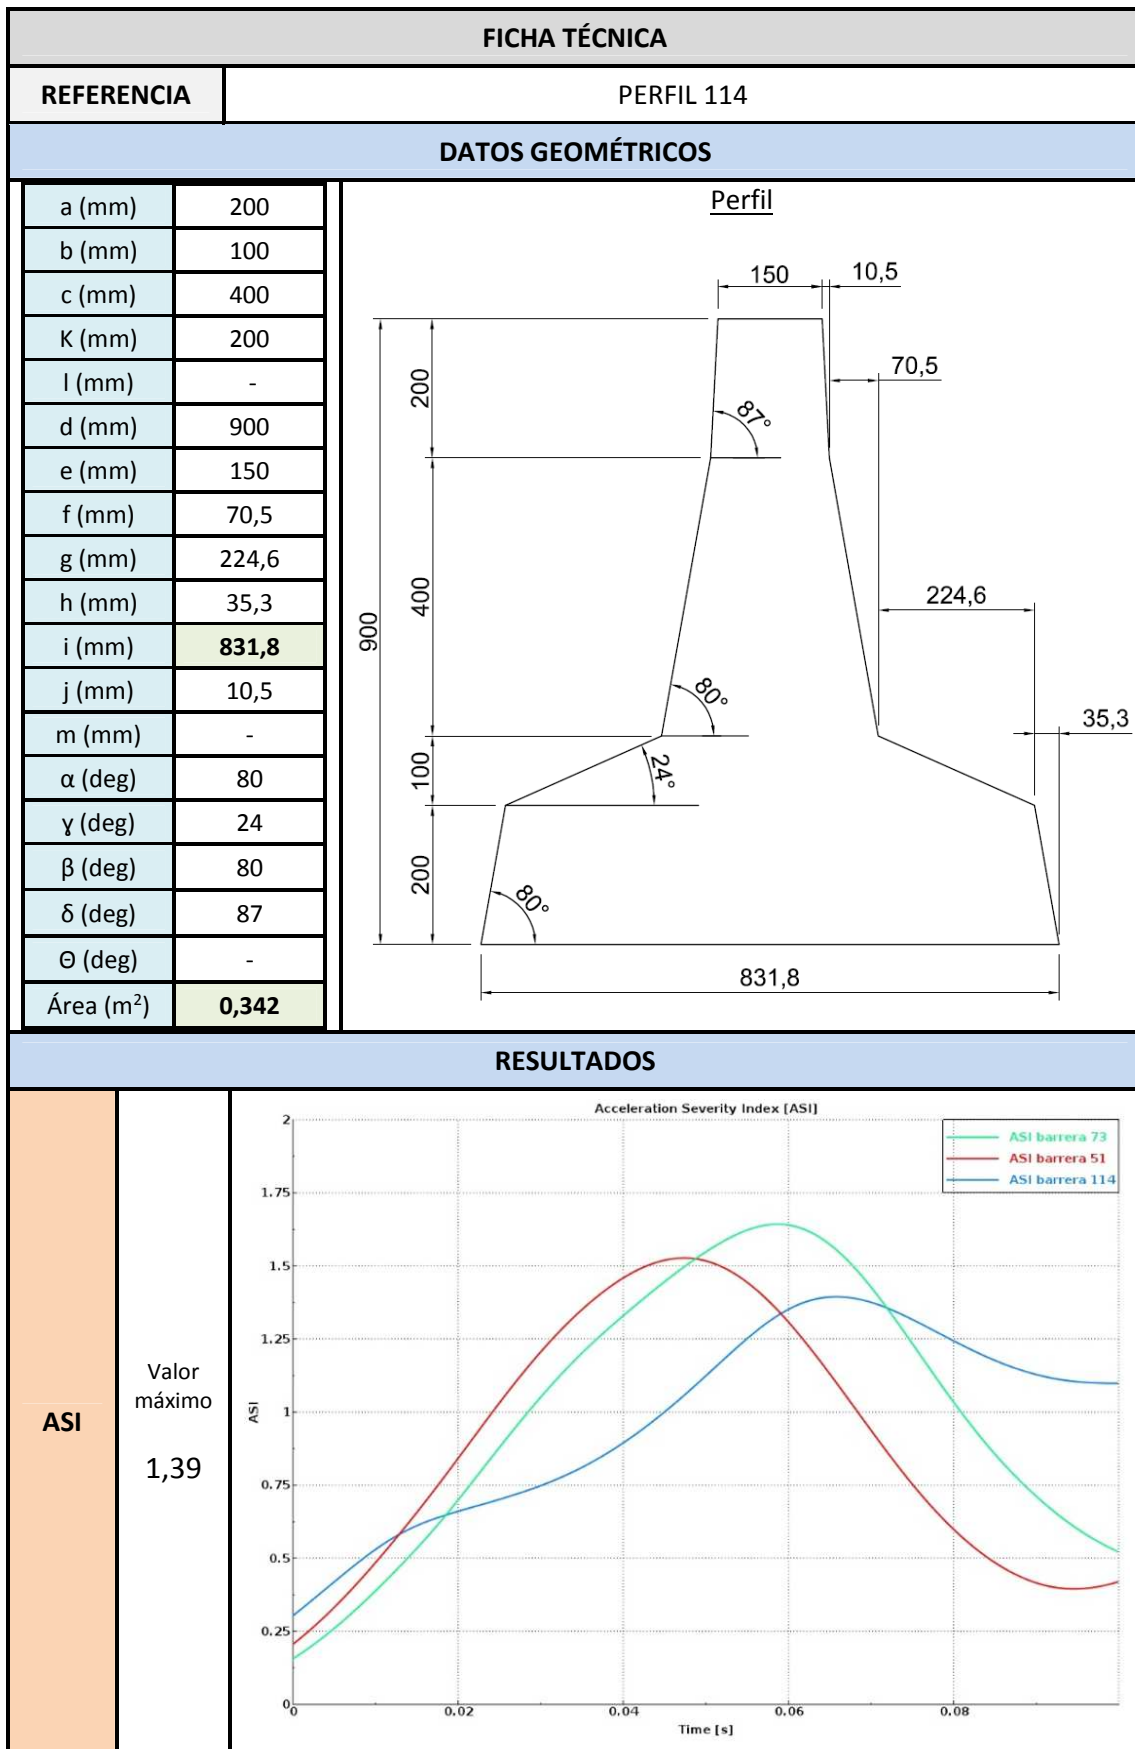 FICHA TÉCNICA
REFERENCIA PERFIL 114
DATOS GEOMÉTRICOS
a (mm) 200
b (mm) 100
c (mm) 400
K (mm) 200
l (mm) -
d (mm) 900
e (mm) 150
f (mm) 70,5
g (mm) 224,6
h (mm) 35,3
i (mm) 831,8
j (mm) 10,5
m (mm) -
α (deg) 80
ɣ (deg) 24
β (deg) 80
δ (deg) 87
Θ (deg) -
Área (m²) 0,342
Perfil
150 10,5
70,5
200
87°
400
900
224,6
80°
35,3
100
24°
200
80°
831,8
RESULTADOS
ASI
Valor
máximo
1,39
Acceleration Severity Index [ASI]
ASI barrera 73
ASI barrera 51
ASI barrera 114
2
1.75
1.5
1.25
1
0.75
0.5
0.25
0
ASI
0 0.02 0.04 0.06 0.08
Time [s]